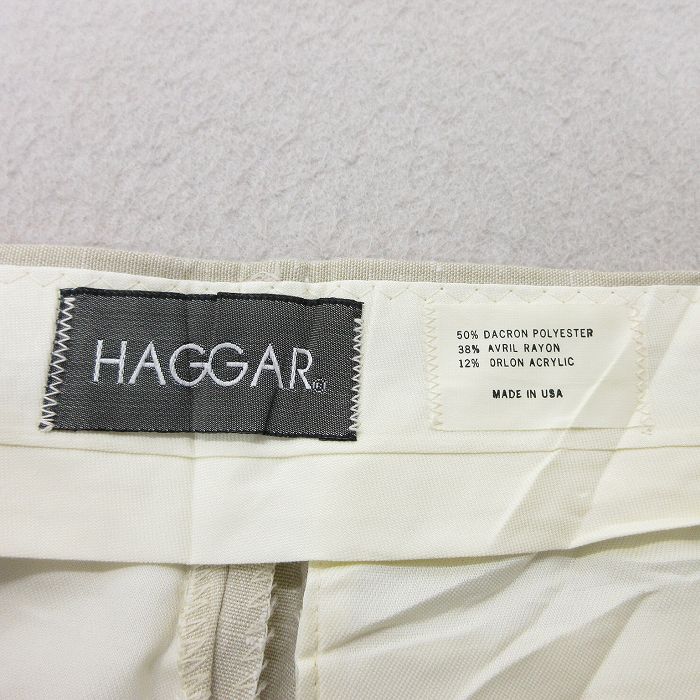 HAGGAR®
50% DACRON POLYESTER
38% AVRIL RAYON
12% ORLON ACRYLIC
MADE IN USA